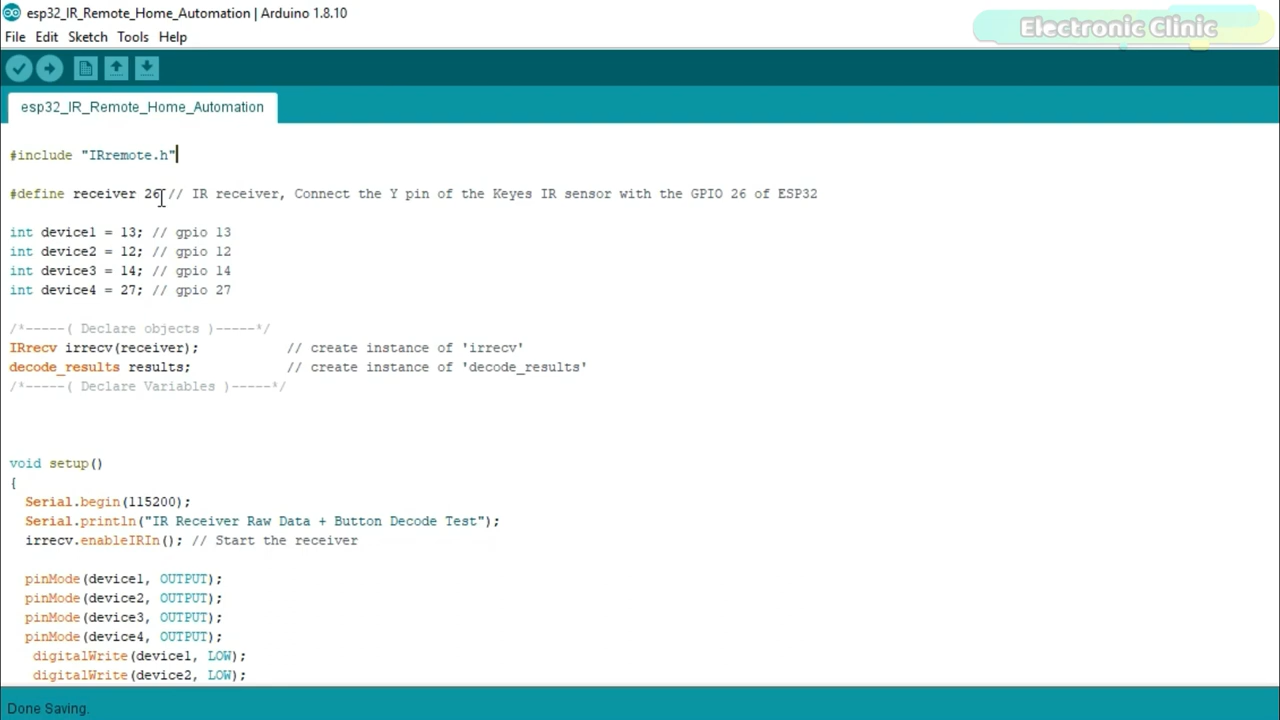 esp32_IR_Remote_Home_Automation | Arduino 1.8.10
Electronic Clinic
File Edit Sketch Tools Help
esp32_IR_Remote_Home_Automation
#include "IRremote.h"
#define receiver 26 // IR receiver, Connect the Y pin of the Keyes IR sensor with the GPIO 26 of ESP32
int device1 = 13; // gpio 13
int device2 = 12; // gpio 12
int device3 = 14; // gpio 14
int device4 = 27; // gpio 27
/*-----( Declare objects )-----*/
IRrecv irrecv(receiver);           // create instance of 'irrecv'
decode_results results;            // create instance of 'decode_results'
/*-----( Declare Variables )-----*/
void setup()
{
  Serial.begin(115200);
  Serial.println("IR Receiver Raw Data + Button Decode Test");
  irrecv.enableIRIn(); // Start the receiver
  pinMode(device1, OUTPUT);
  pinMode(device2, OUTPUT);
  pinMode(device3, OUTPUT);
  pinMode(device4, OUTPUT);
   digitalWrite(device1, LOW);
   digitalWrite(device2, LOW);
Done Saving.